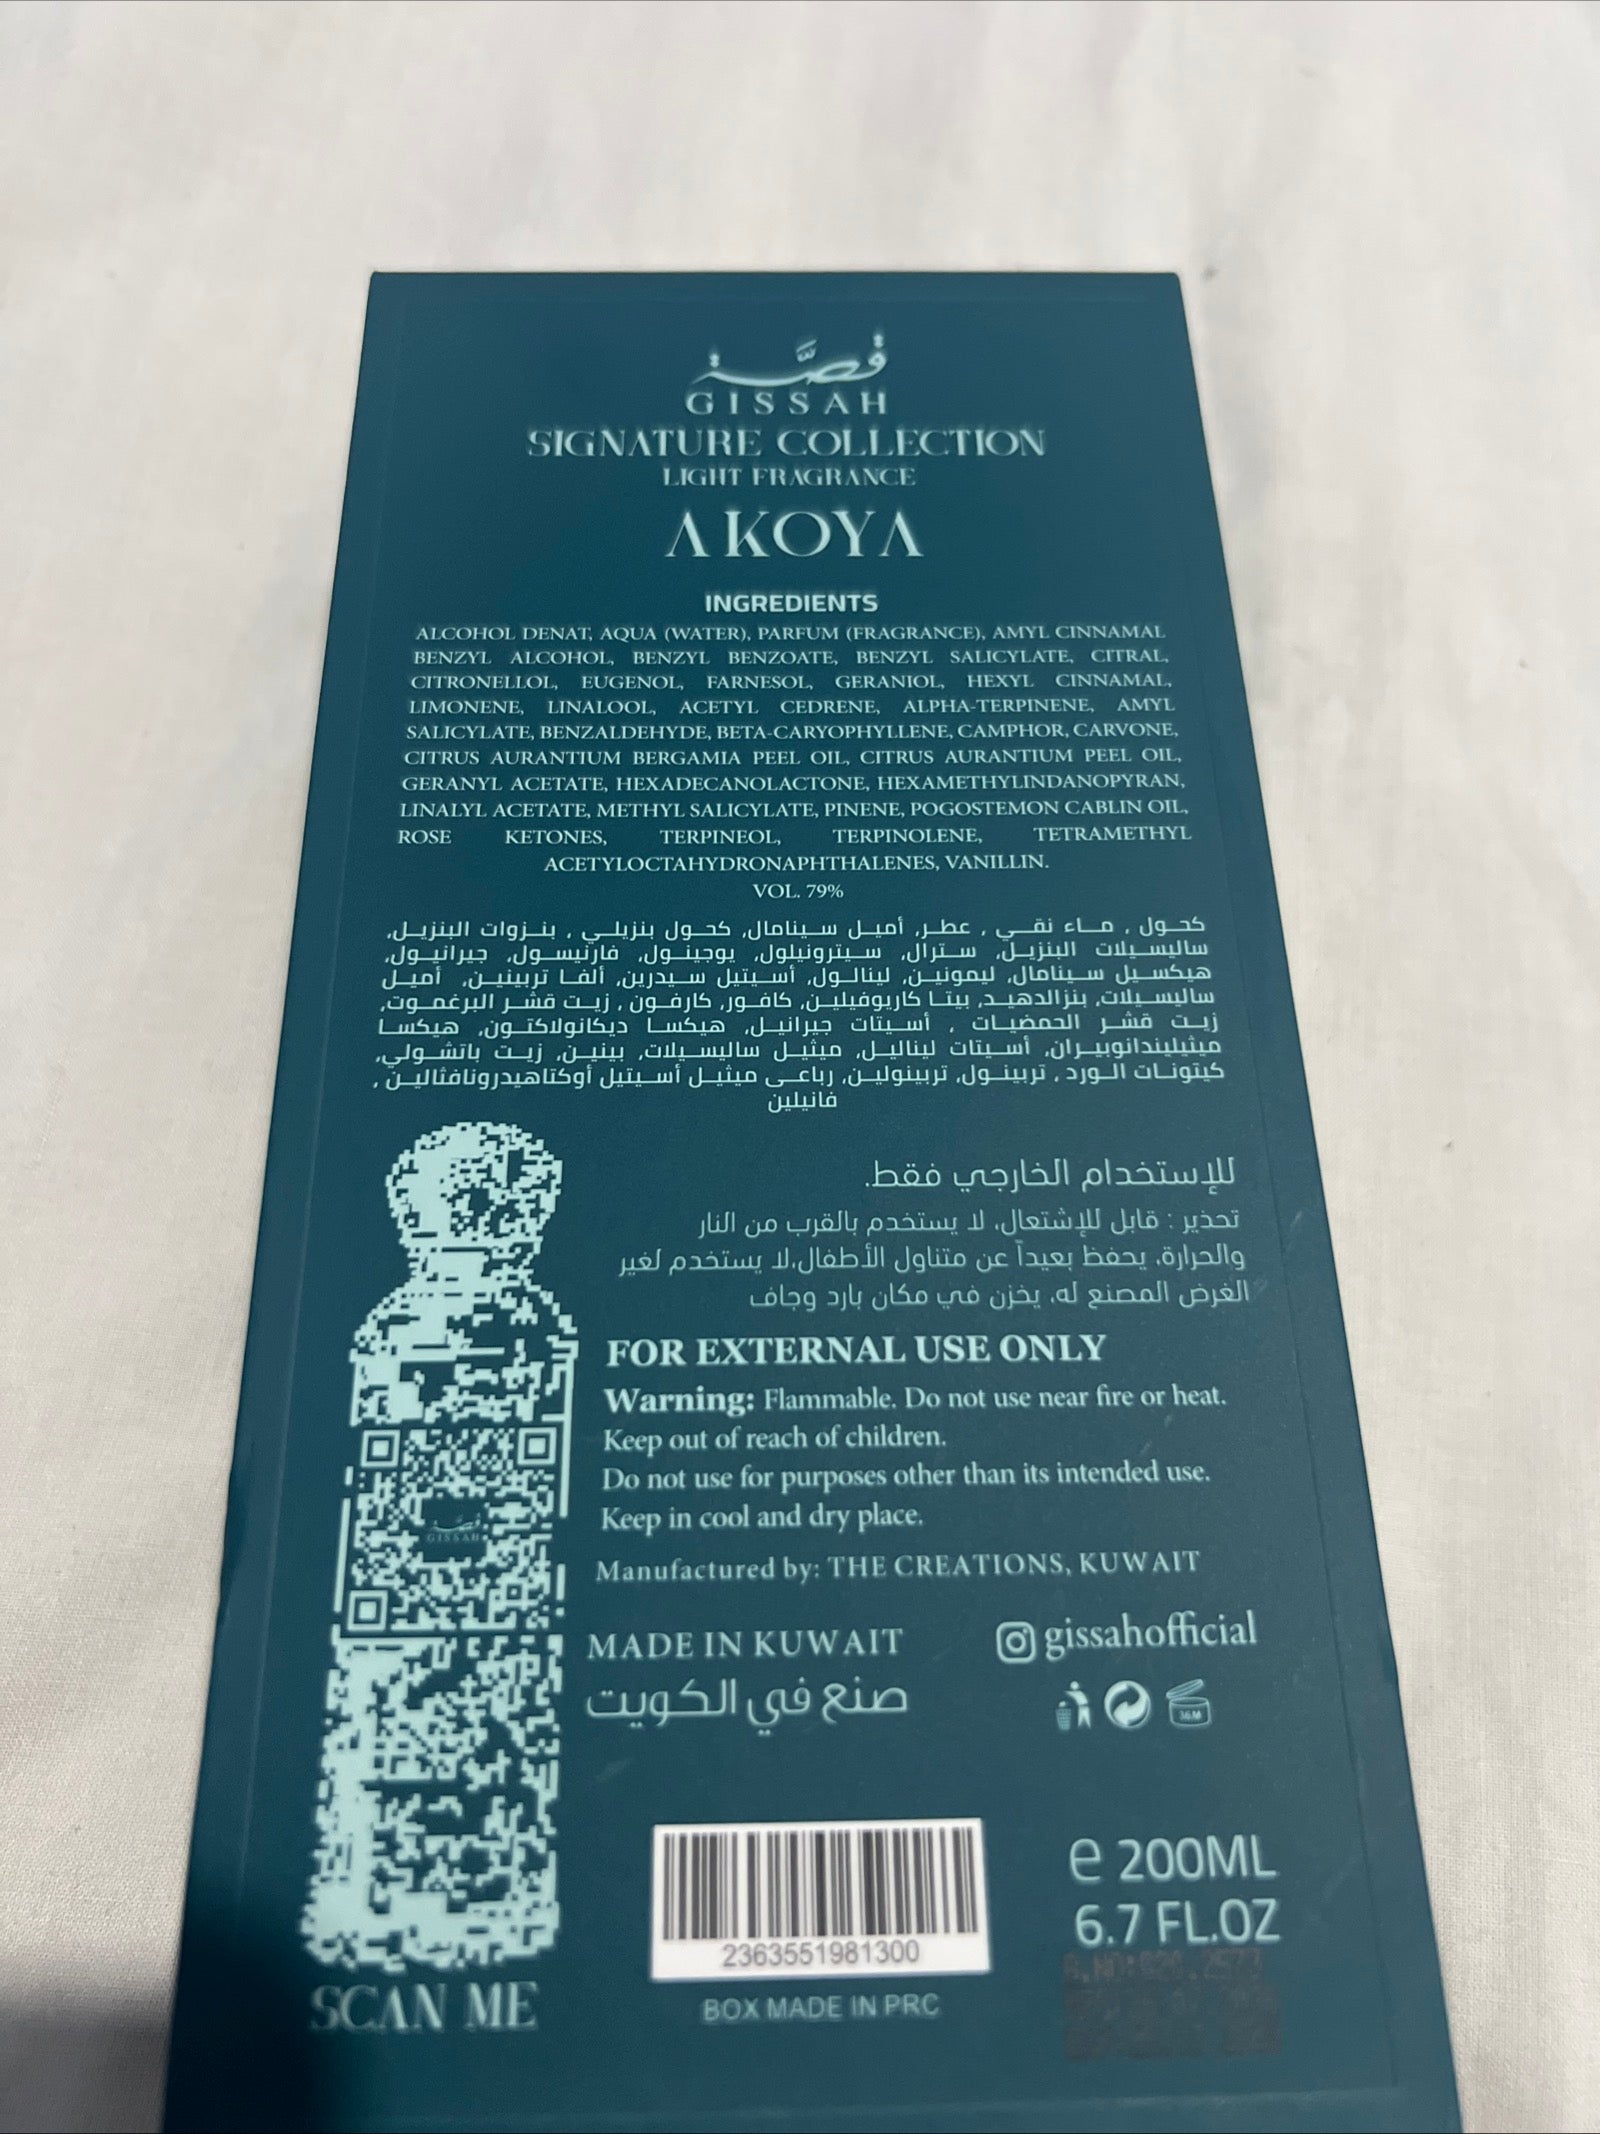 قصة
GISSAH
SIGNATURE COLLECTION
LIGHT FRAGRANCE
AKOYA
INGREDIENTS
ALCOHOL DENAT, AQUA (WATER), PARFUM (FRAGRANCE), AMYL CINNAMAL
BENZYL ALCOHOL, BENZYL BENZOATE, BENZYL SALICYLATE, CITRAL,
CITRONELLOL, EUGENOL, FARNESOL, GERANIOL, HEXYL CINNAMAL,
LIMONENE, LINALOOL, ACETYL CEDRENE, ALPHA-TERPINENE, AMYL
SALICYLATE, BENZALDEHYDE, BETA-CARYOPHYLLENE, CAMPHOR, CARVONE,
CITRUS AURANTIUM BERGAMIA PEEL OIL, CITRUS AURANTIUM PEEL OIL,
GERANYL ACETATE, HEXADECANOLACTONE, HEXAMETHYLINDANOPYRAN,
LINALYL ACETATE, METHYL SALICYLATE, PINENE, POGOSTEMON CABLIN OIL,
ROSE KETONES, TERPINEOL, TERPINOLENE, TETRAMETHYL
ACETYLOCTAHYDRONAPHTHALENES, VANILLIN.
VOL. 79%
كحول , ماء نقي , عطر, أميل سينامال, كحول بنزيلي , بنزوات البنزيل,
ساليسيلات البنزيل, سترال, سيترونيلول, يوجينول, فارنيسول, جيرانيول,
هيكسيل سينامال, ليمونين, لينالول, أسيتيل سيدرين, ألفا تربينين, أميل
ساليسيلات, بنزالدهيد, بيتا كاريوفيلين, كافور, كارفون , زيت قشر البرغموت,
زيت قشر الحمضيات , أسيتات جيرانيل, هيكسا ديكانولاكتون, هيكسا
ميثيليندانوبيران, أسيتات ليناليل, ميثيل ساليسيلات, بينين, زيت باتشولي,
كيتونات الورد , تربينول, تربينولين, رباعى ميثيل أسيتيل أوكتاهيدرونافثالين ,
فانيلين
للإستخدام الخارجي فقط.
تحذير : قابل للإشتعال، لا يستخدم بالقرب من النار
والحرارة، يحفظ بعيداً عن متناول الأطفال،لا يستخدم لغير
الغرض المصنع له، يخزن في مكان بارد وجاف
FOR EXTERNAL USE ONLY
Warning: Flammable. Do not use near fire or heat.
Keep out of reach of children.
Do not use for purposes other than its intended use.
Keep in cool and dry place.
Manufactured by: THE CREATIONS, KUWAIT
قصة
GISSAH
MADE IN KUWAIT
صنع في الكويت
gissahofficial
36M
2363551981300
BOX MADE IN PRC
e 200ML
6.7 FL.OZ
SCAN ME